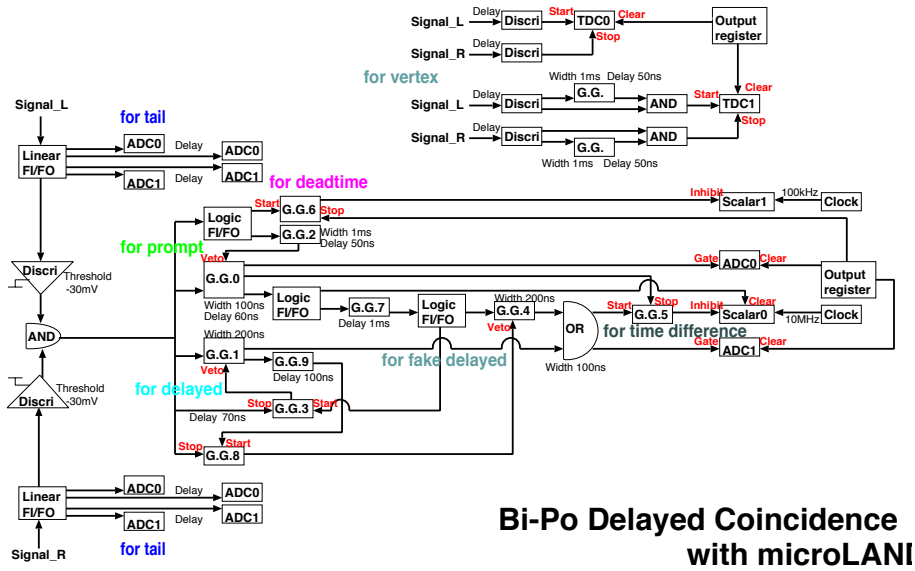 Signal_L
Delay
Discri
Start
TDC0
Clear
Output
register
Stop
Signal_R
Delay
Discri
for vertex
Width 1ms
Delay 50ns
G.G.
Clear
Signal_L
Delay
Discri
AND
Start
TDC1
Stop
Signal_R
Delay
Discri
AND
G.G.
Width 1ms
Delay 50ns
Signal_L
for tail
Linear
FI/FO
ADC0
Delay
ADC0
ADC1
Delay
ADC1
for deadtime
Start
G.G.6
Stop
Inhibit
Scalar1
100kHz
Clock
Logic
FI/FO
G.G.2
Width 1ms
Delay 50ns
for prompt
Veto
G.G.0
Width 100ns
Delay 60ns
Gate
ADC0
Clear
Output
register
Discri
Threshold
-30mV
Logic
FI/FO
G.G.7
Delay 1ms
Logic
FI/FO
Width 200ns
G.G.4
Veto
OR
Width 100ns
Start
Stop
G.G.5
Inhibit
Clear
Scalar0
10MHz
Clock
for time difference
AND
Width 200ns
G.G.1
Veto
G.G.9
Delay 100ns
for fake delayed
Gate
ADC1
Clear
for delayed
Discri
Threshold
-30mV
Stop
G.G.3
Start
Delay 70ns
Stop
Start
G.G.8
Linear
FI/FO
ADC0
Delay
ADC0
ADC1
Delay
ADC1
for tail
Signal_R
Bi-Po Delayed Coincidence
with microLAND